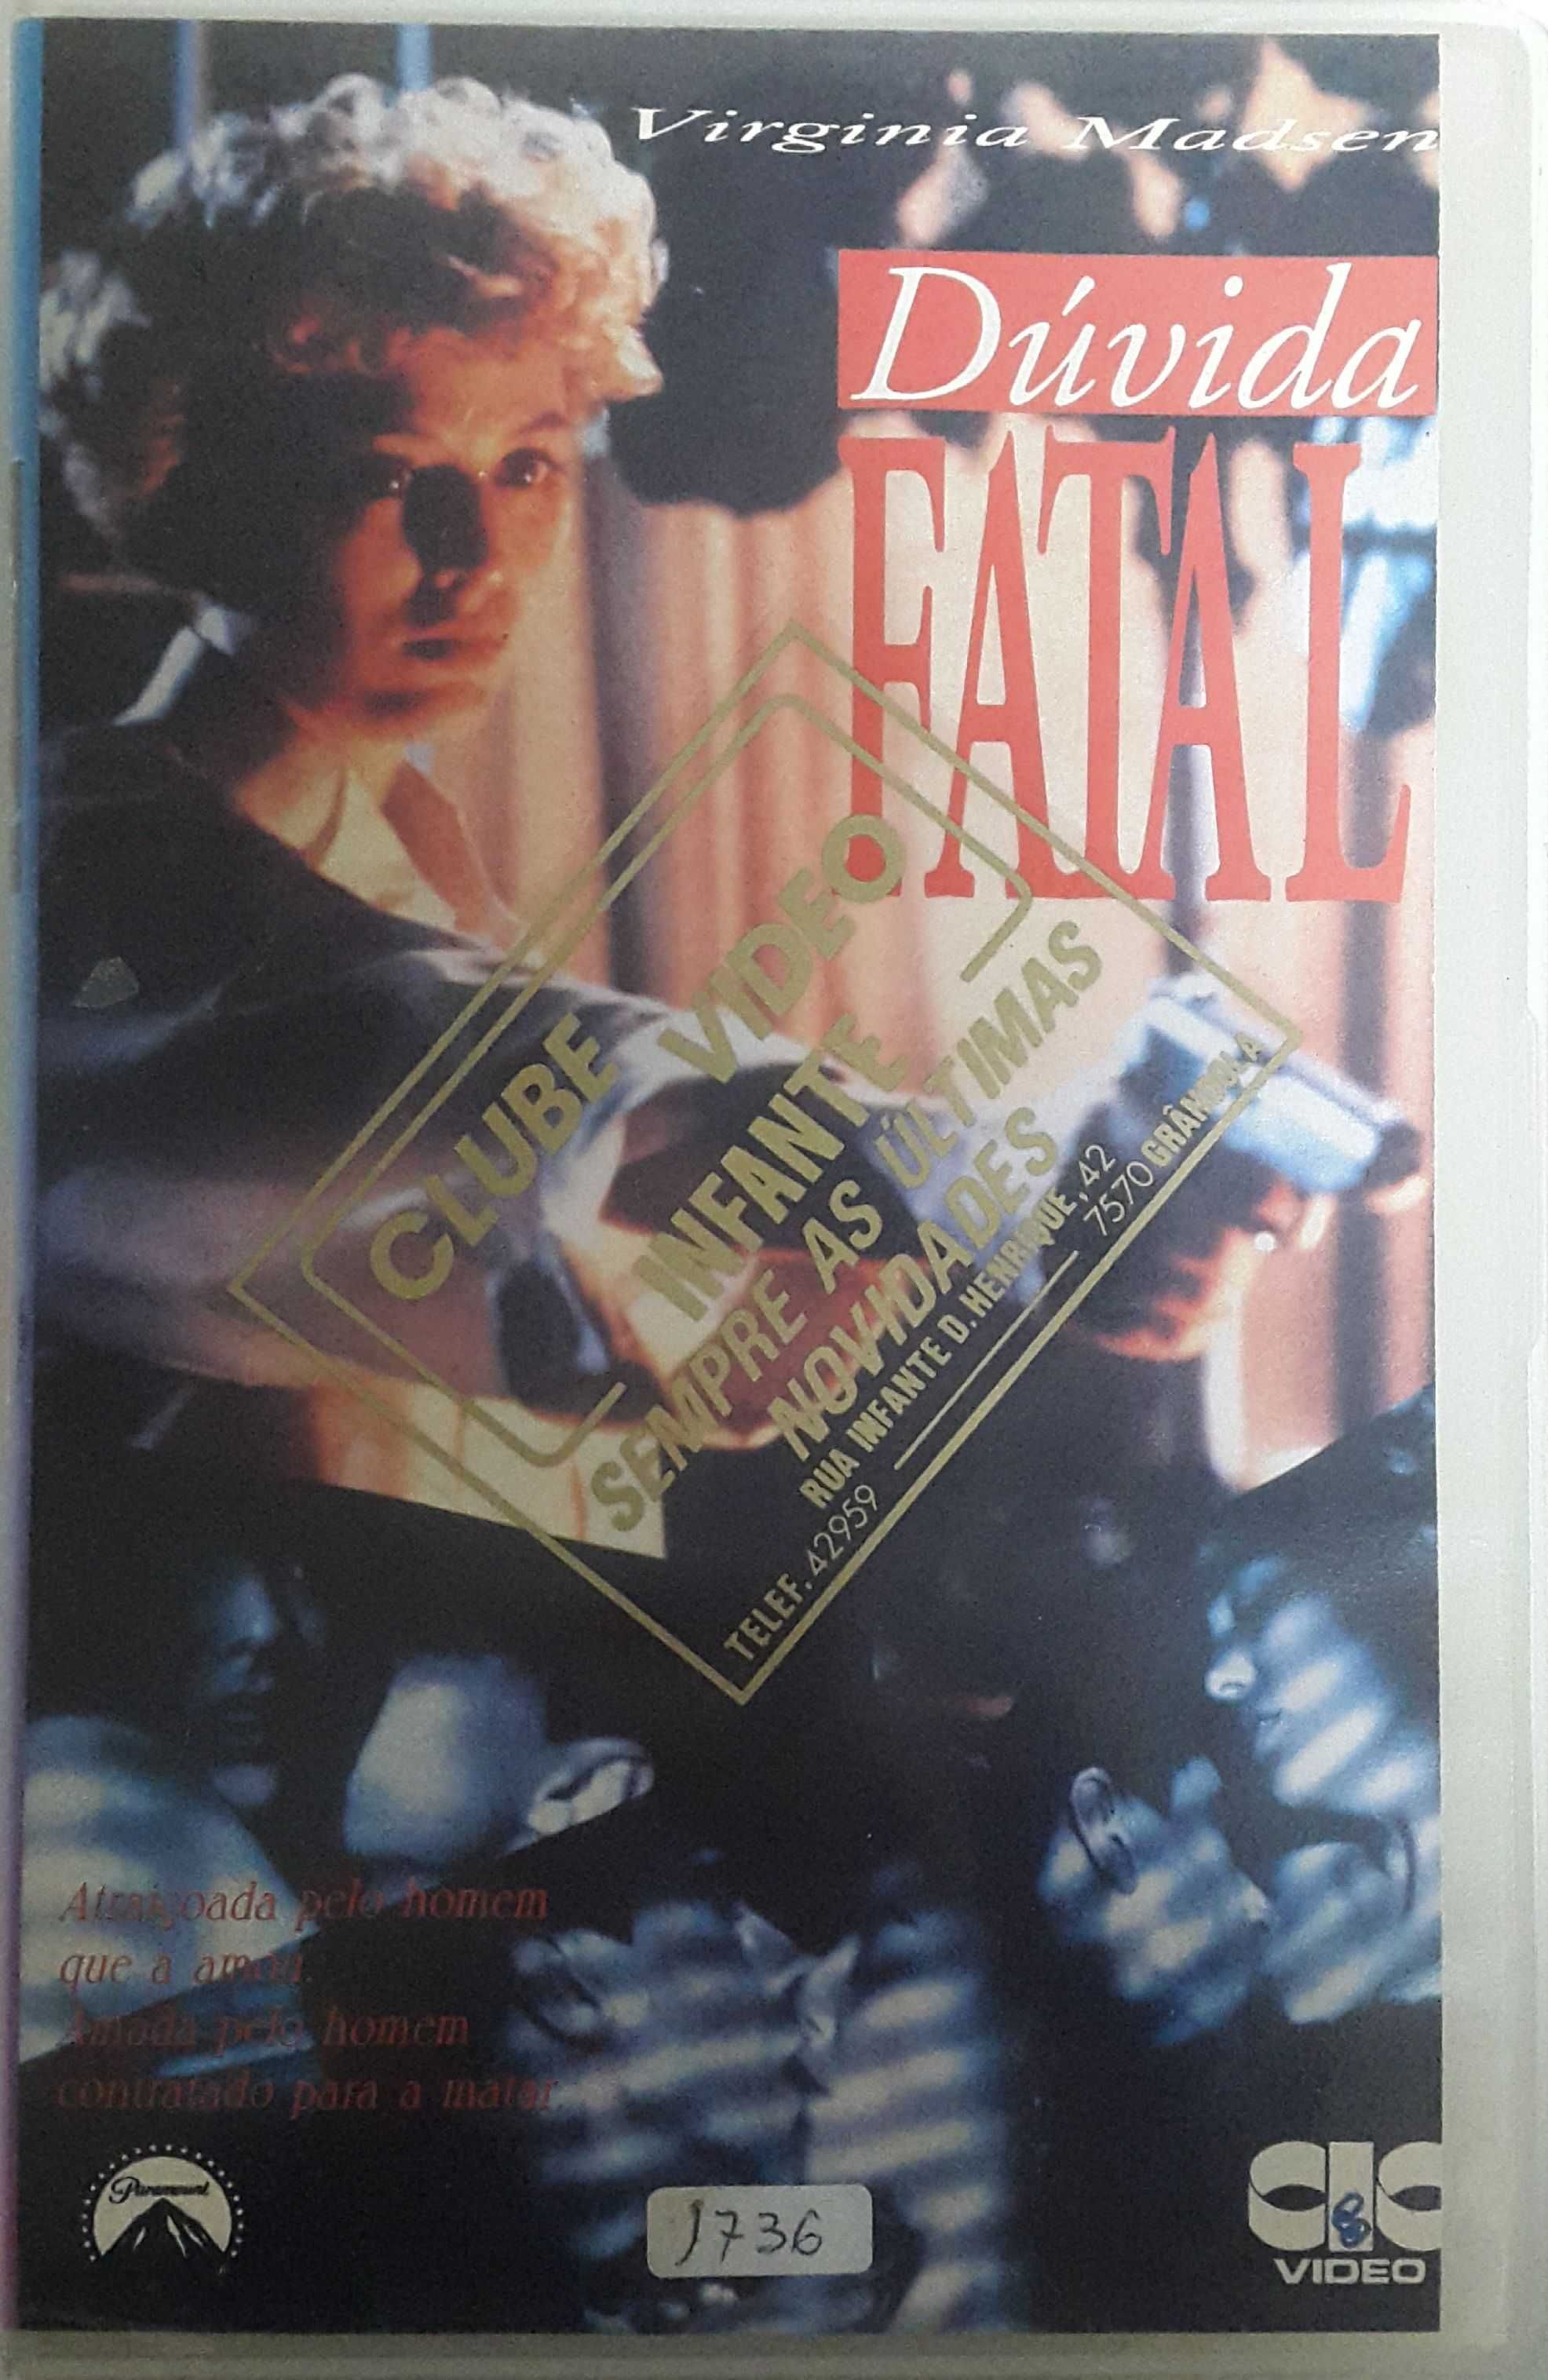 Virginia Madsen
Dúvida
FATAL
CLUBE VIDEO
INFANTE
SEMPRE AS ÚLTIMAS
NOVIDADES
RUA INFANTE D. HENRIQUE, 42
TELEF. 42959 — 7570 GRÂNDOLA
Atraiçoada pelo homem
que a amou.
Amada pelo homem
contratado para a matar.
Paramount
1736
CIC
8
VIDEO